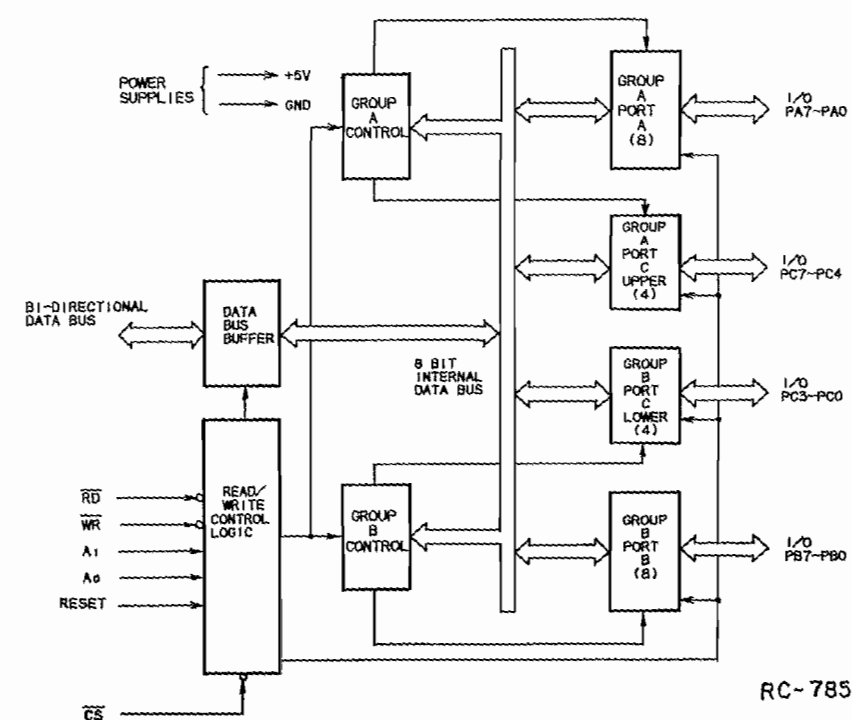 POWER
SUPPLIES
+5V
GND
GROUP
A
CONTROL
GROUP
A
PORT
A
(8)
I/O
PA7~PA0
GROUP
A
PORT
C
UPPER
(4)
I/O
PC7~PC4
BI-DIRECTIONAL
DATA BUS
DATA
BUS
BUFFER
8 BIT
INTERNAL
DATA BUS
GROUP
B
PORT
C
LOWER
(4)
I/O
PC3~PC0
RD
WR
A1
A0
RESET
CS
READ/
WRITE
CONTROL
LOGIC
GROUP
B
CONTROL
GROUP
B
PORT
B
(8)
I/O
PB7~PB0
RC-785